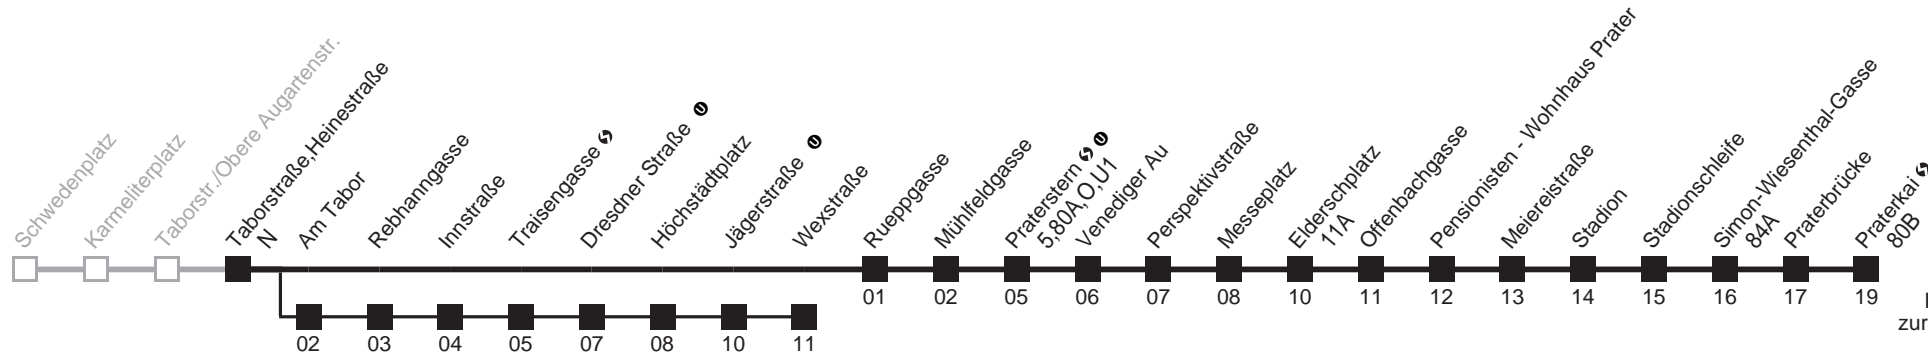 Schwedenplatz
Karmeliterplatz
Taborstr./Obere Augartenstr.
Taborstraße,Heinestraße
N
Am Tabor
Rebhanngasse
Innstraße
Traisengasse
Dresdner Straße U
Höchstädtplatz
Jägerstraße U
Wexstraße
Rueppgasse
Mühlfeldgasse
Praterstern U
5,80A,O,U1
Venediger Au
Perspektivstraße
Messeplatz
Elderschplatz
11A
Offenbachgasse
Pensionisten - Wohnhaus Prater
Meiereistraße
Stadion
Stadionschleife
Simon-Wiesenthal-Gasse
84A
Praterbrücke
Praterkai
80B
01 02 05 06 07 08 10 11 12 13 14 15 16 17 19
zur
02 03 04 05 07 08 10 11